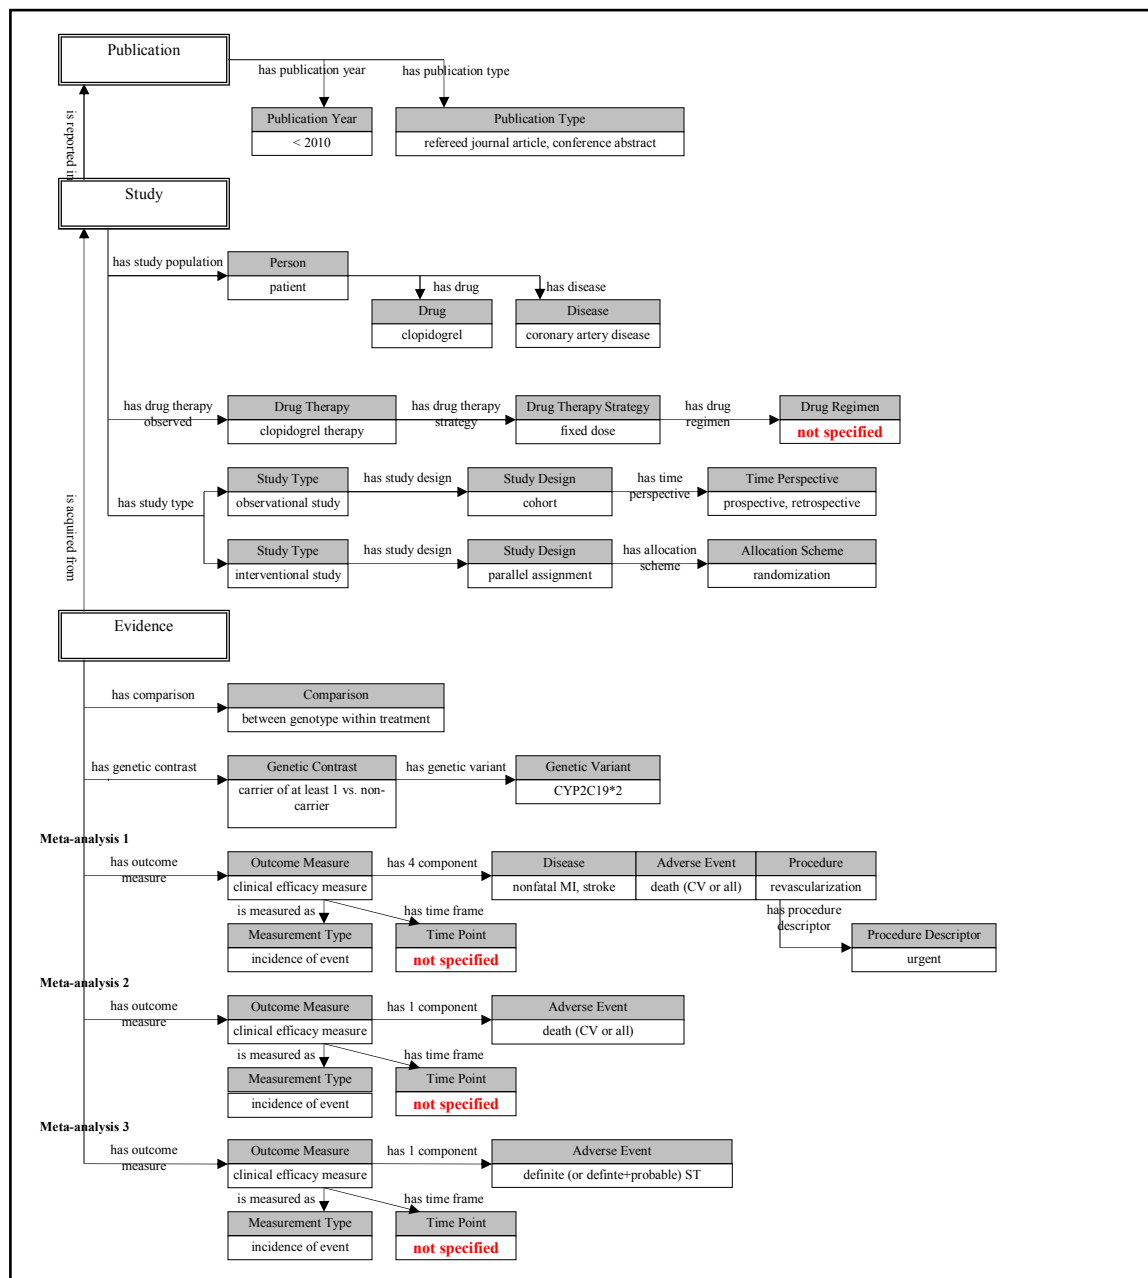 Publication
has publication year
has publication type
Publication Year
< 2010
Publication Type
refereed journal article, conference abstract
is reported in
Study
has study population
Person
patient
has drug
has disease
Drug
clopidogrel
Disease
coronary artery disease
has drug therapy
observed
Drug Therapy
clopidogrel therapy
has drug therapy
strategy
Drug Therapy Strategy
fixed dose
has drug
regimen
Drug Regimen
not specified
has study type
Study Type
observational study
has study design
Study Design
cohort
has time
perspective
Time Perspective
prospective, retrospective
Study Type
interventional study
has study design
Study Design
parallel assignment
has allocation
scheme
Allocation Scheme
randomization
is acquired from
Evidence
has comparison
Comparison
between genotype within treatment
has genetic contrast
Genetic Contrast
carrier of at least 1 vs. non-
carrier
has genetic variant
Genetic Variant
CYP2C19*2
Meta-analysis 1
has outcome
measure
Outcome Measure
clinical efficacy measure
has 4 component
Disease
nonfatal MI, stroke
Adverse Event
death (CV or all)
Procedure
revascularization
is measured as
has time frame
has procedure
descriptor
Measurement Type
incidence of event
Time Point
not specified
Procedure Descriptor
urgent
Meta-analysis 2
has outcome
measure
Outcome Measure
clinical efficacy measure
has 1 component
Adverse Event
death (CV or all)
is measured as
has time frame
Measurement Type
incidence of event
Time Point
not specified
Meta-analysis 3
has outcome
measure
Outcome Measure
clinical efficacy measure
has 1 component
Adverse Event
definite (or definte+probable) ST
is measured as
has time frame
Measurement Type
incidence of event
Time Point
not specified